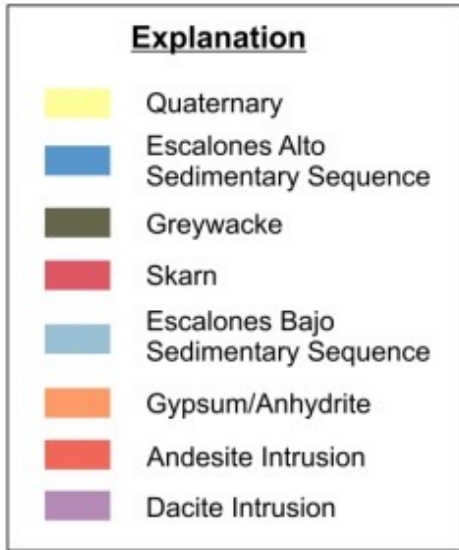 Explanation
Quaternary
Escalones Alto
Sedimentary Sequence
Greywacke
Skarn
Escalones Bajo
Sedimentary Sequence
Gypsum/Anhydrite
Andesite Intrusion
Dacite Intrusion